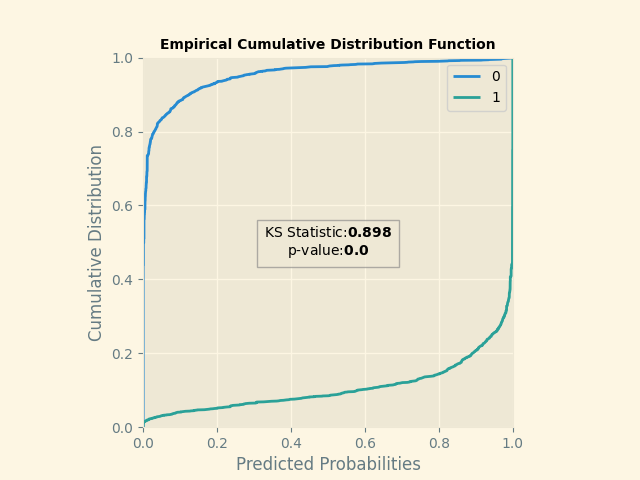 Empirical Cumulative Distribution Function
1.0
0.8
0.6
0.4
0.2
0.0
Cumulative Distribution
0
1
KS Statistic:0.898
p-value:0.0
0.0 0.2 0.4 0.6 0.8 1.0
Predicted Probabilities